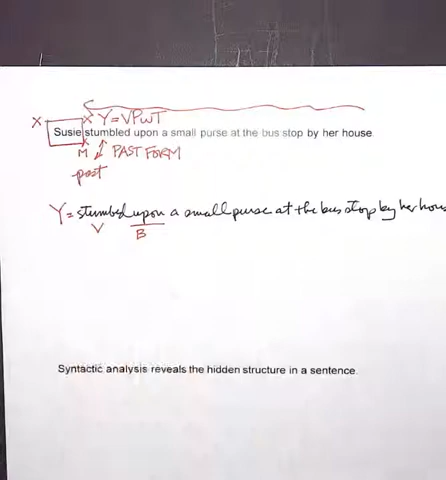 X Y=VPwT
X Susie stumbled upon a small purse at the bus stop by her house.
X
M PAST FORM
past
Y= stumbled upon a small purse at the bus stop by her hous
V B
Syntactic analysis reveals the hidden structure in a sentence.